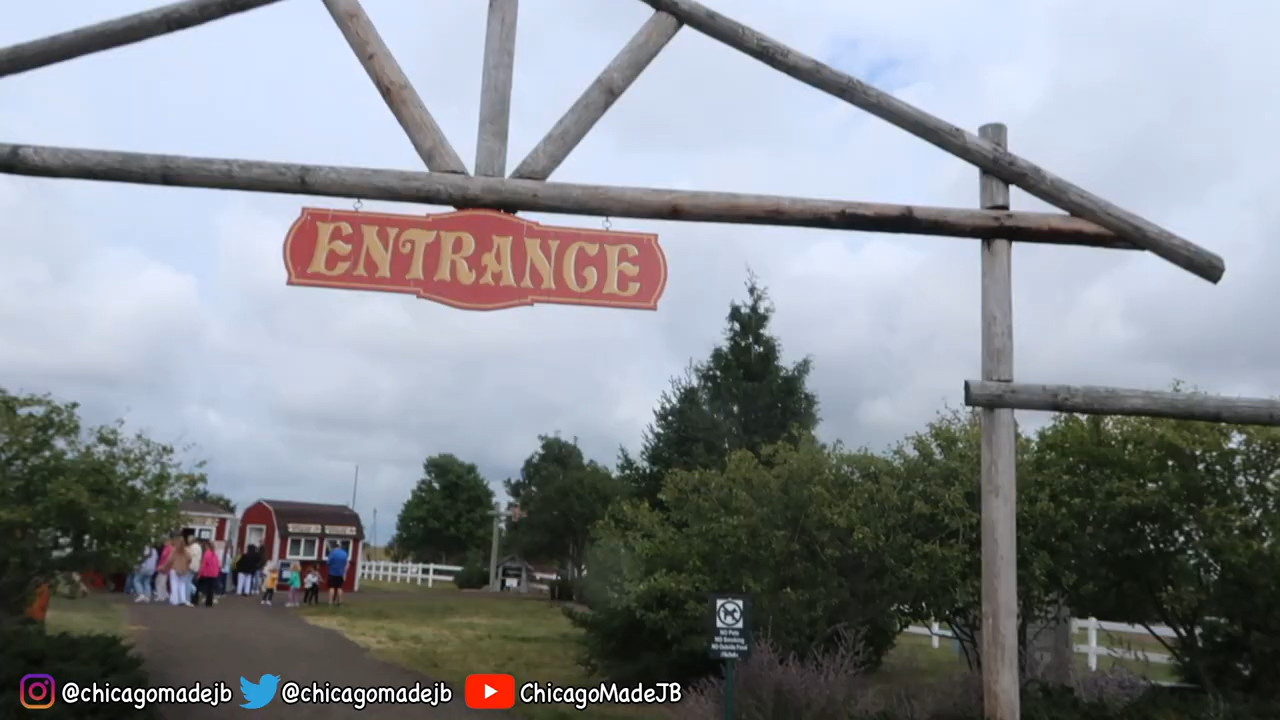 ENTRANCE
NO Pets
NO Smoking
NO Outside Food
@chicagomadejb @chicagomadejb ChicagoMadeJB